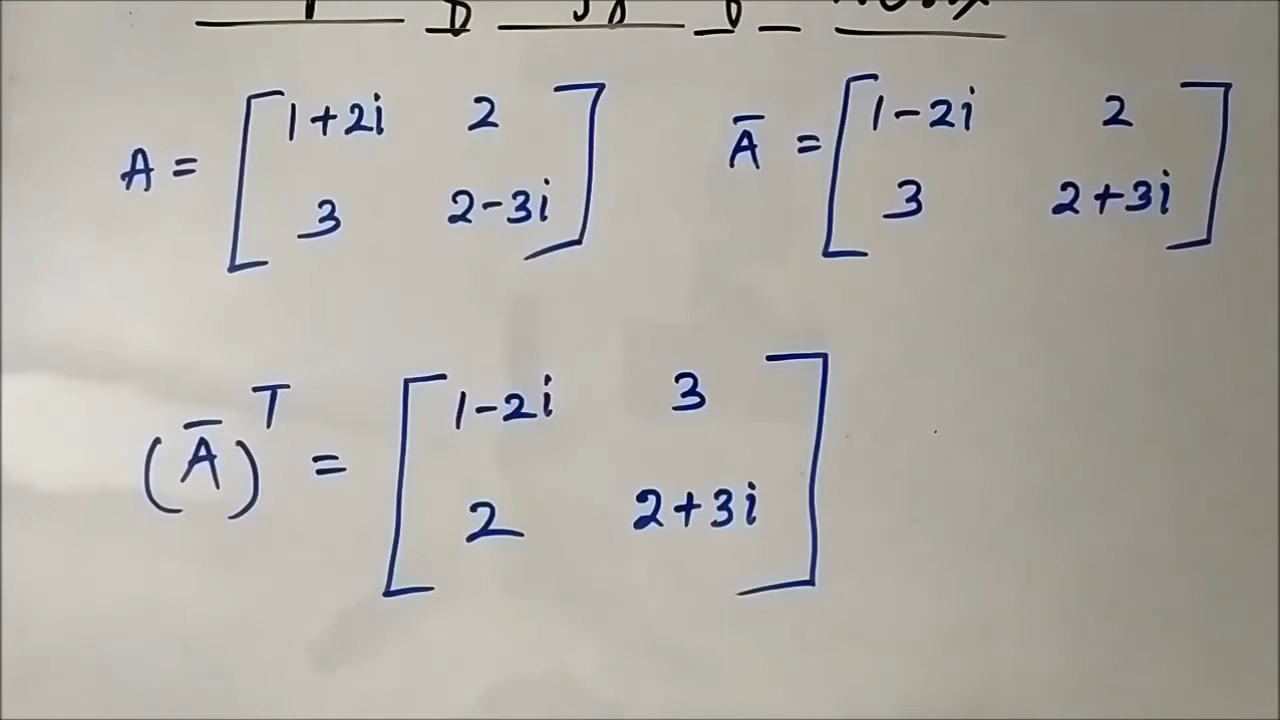 A = [ 1+2i 2
3 2-3i ]
Ā = [ 1-2i 2
3 2+3i ]
(Ā)ᵀ = [ 1-2i 3
2 2+3i ]